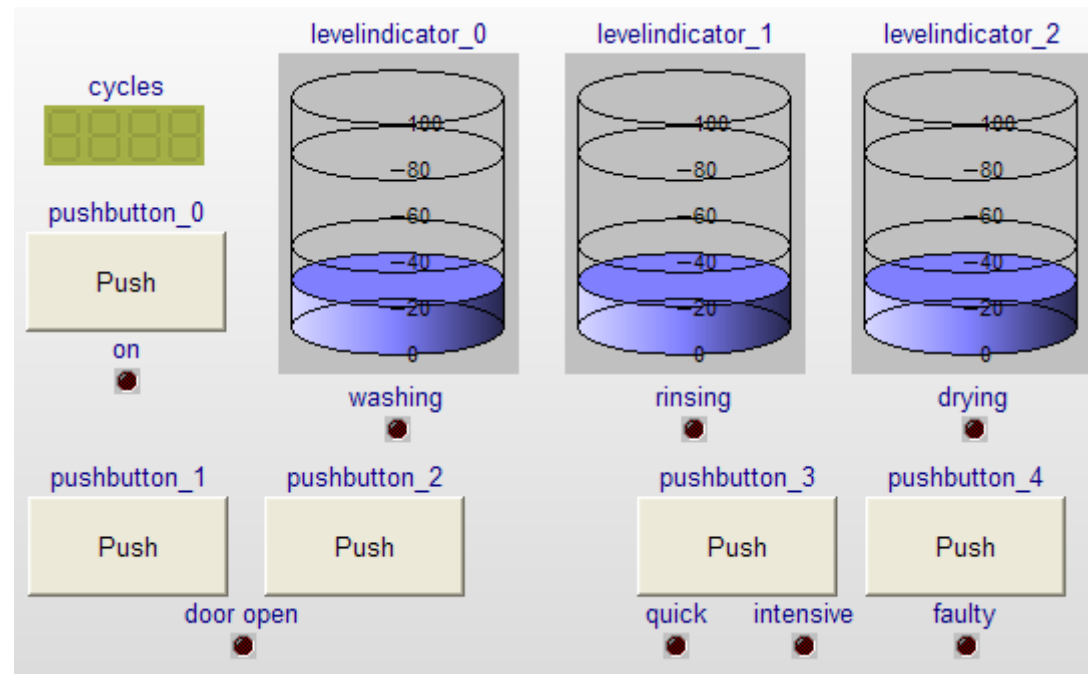 levelindicator_0
levelindicator_1
levelindicator_2
cycles
100
80
60
40
20
0
100
80
60
40
20
0
100
80
60
40
20
0
pushbutton_0
Push
on
washing
rinsing
drying
pushbutton_1
pushbutton_2
pushbutton_3
pushbutton_4
Push
Push
Push
Push
door open
quick
intensive
faulty